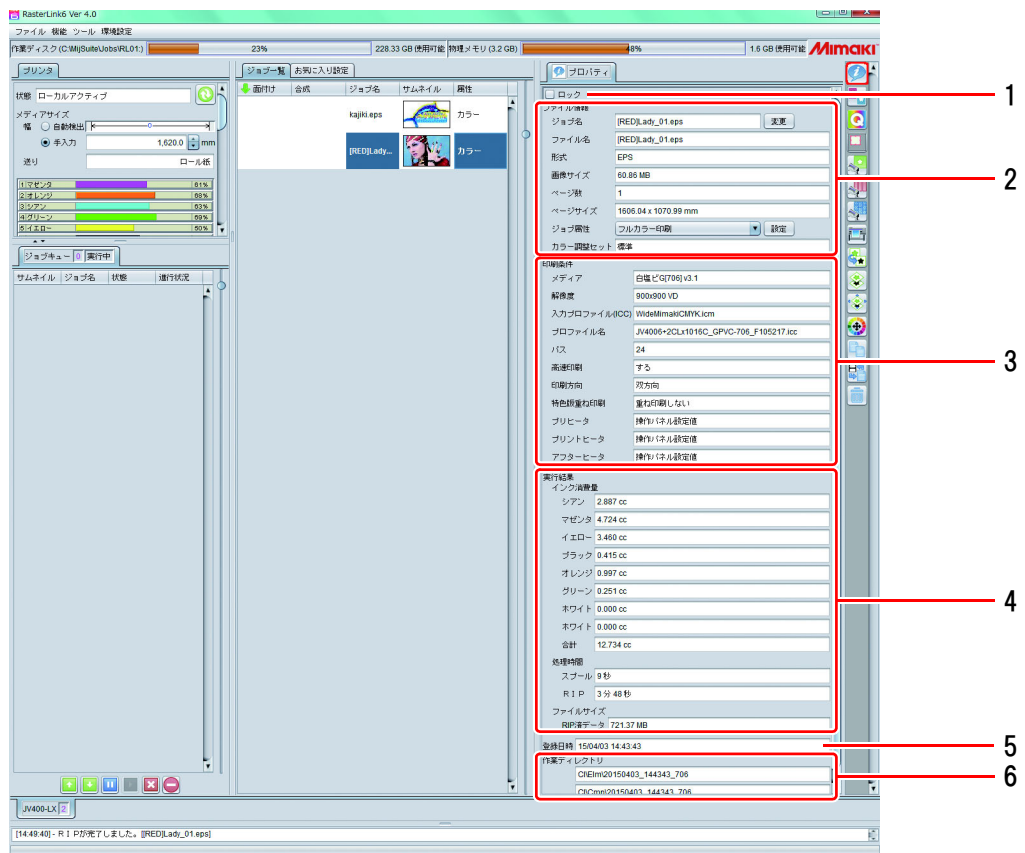 RasterLink6 Ver 4.0
ファイル 機能 ツール 環境設定
作業ディスク (C:\MijSuite\Jobs\RL01:) 23% 228.33 GB (使用可能) 物理メモリ (3.2 GB) 48% 1.6 GB (使用可能) Mimaki
プリンタ
状態 ローカルアクティブ
メディアサイズ
幅 自動検出
手入力 1,620.0 mm
送り ロール紙
1 マゼンタ 61%
2 オレンジ 68%
3 シアン 63%
4 グリーン 69%
5 イエロー 50%
ジョブキュー 0 実行中
サムネイル ジョブ名 状態 進行状況
ジョブ一覧 お気に入り設定
面付け 合成 ジョブ名 サムネイル 属性
kajiki.eps カラー
[RED]Lady... カラー
プロパティ
ロック
1
ファイル情報
ジョブ名 [RED]Lady_01.eps 変更
ファイル名 [RED]Lady_01.eps
形式 EPS
画像サイズ 60.86 MB
ページ数 1
ページサイズ 1606.04 x 1070.99 mm
ジョブ属性 フルカラー印刷 設定
カラー調整セット 標準
2
印刷条件
メディア 白塩ビG[706] v3.1
解像度 900x900 VD
入力プロファイル(ICC) WideMimakiCMYK.icm
プロファイル名 JV4006+2CLx1016C_GPVC-706_F105217.icc
パス 24
高速印刷 する
印刷方向 双方向
特色版重ね印刷 重ね印刷しない
プリヒータ 操作パネル設定値
プリントヒータ 操作パネル設定値
アフターヒータ 操作パネル設定値
3
実行結果
インク消費量
シアン 2.887 cc
マゼンタ 4.724 cc
イエロー 3.460 cc
ブラック 0.415 cc
オレンジ 0.997 cc
グリーン 0.251 cc
ホワイト 0.000 cc
ホワイト 0.000 cc
合計 12.734 cc
処理時間
スプール 9 秒
ＲＩＰ 3 分 48 秒
ファイルサイズ
RIP済データ 721.37 MB
4
登録日時 15/04/03 14:43:43
5
作業ディレクトリ
C\Elm\20150403_144343_706
C\Cmn\20150403_144343_706
6
JV400-LX 2
[14:49:40] - ＲＩＰが完了しました。[[RED]Lady_01.eps]